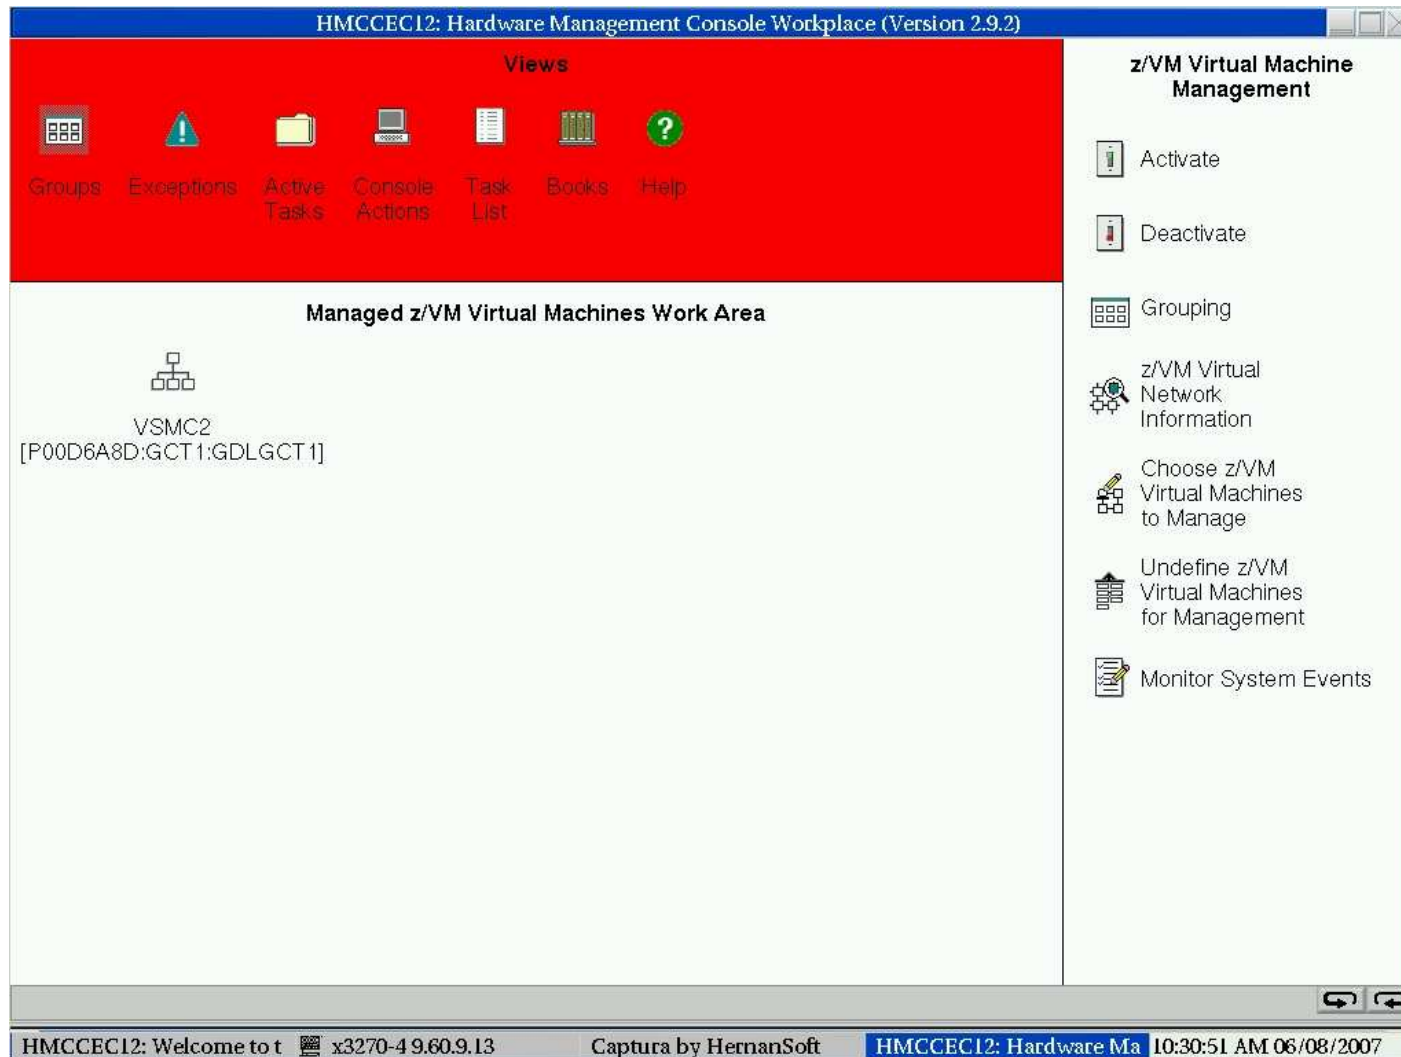 HMCCEC12: Hardware Management Console Workplace (Version 2.9.2)
Views
Groups
Exceptions
Active
Tasks
Console
Actions
Task
List
Books
Help
Managed z/VM Virtual Machines Work Area
VSMC2
[P00D6A8D:GCT1:GDLGCT1]
z/VM Virtual Machine
Management
Activate
Deactivate
Grouping
z/VM Virtual
Network
Information
Choose z/VM
Virtual Machines
to Manage
Undefine z/VM
Virtual Machines
for Management
Monitor System Events
HMCCEC12: Welcome to t
x3270-4 9.60.9.13
Captura by HernanSoft
HMCCEC12: Hardware Ma
10:30:51 AM 06/08/2007